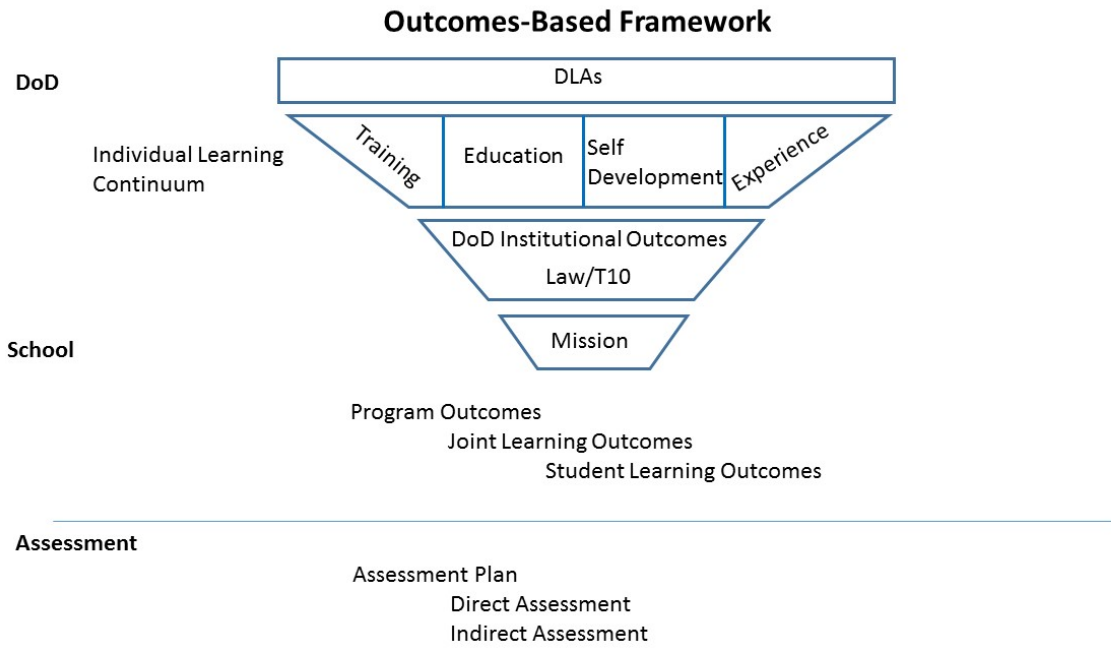 Outcomes-Based Framework
DoD
DLAs
Individual Learning
Continuum
Training
Education
Self
Development
Experience
DoD Institutional Outcomes
Law/T10
School
Mission
Program Outcomes
Joint Learning Outcomes
Student Learning Outcomes
Assessment
Assessment Plan
Direct Assessment
Indirect Assessment